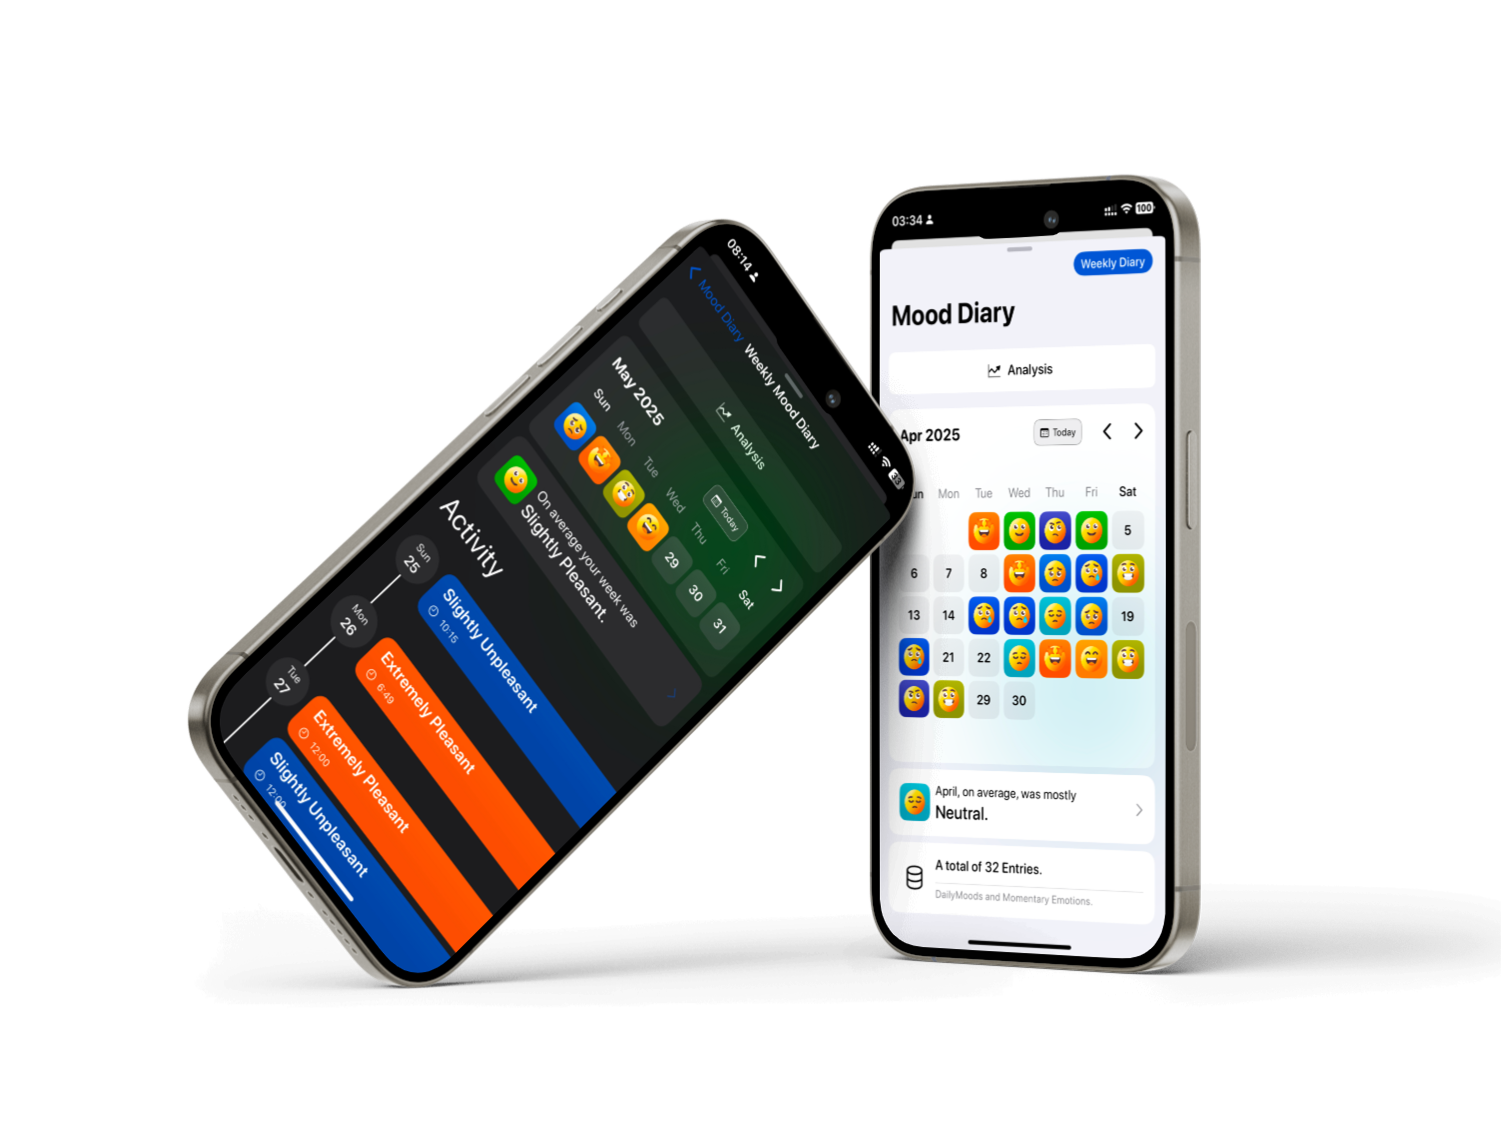 08:14
33
Mood Diary
Weekly Mood Diary
Analysis
May 2025
Today
Sun Mon Tue Wed Thu Fri Sat
29 30 31
On average your week was
Slightly Pleasant.
Activity
Sun
25
Slightly Unpleasant
10:15
Mon
26
Extremely Pleasant
6:49
Tue
27
Extremely Pleasant
12:00
Slightly Unpleasant
12:00
03:34
100
Weekly Diary
Mood Diary
Analysis
Apr 2025
Today
Mon Tue Wed Thu Fri Sat
5
6 7 8
13 14 19
21 22
29 30
April, on average, was mostly
Neutral.
A total of 32 Entries.
DailyMoods and Momentary Emotions.